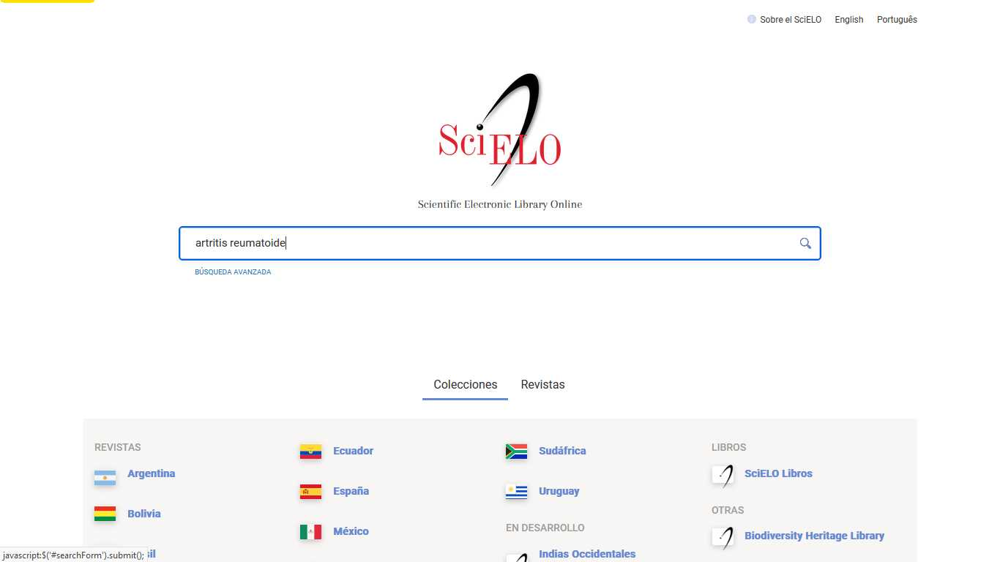 Sobre el SciELO English Português
SciELO
Scientific Electronic Library Online
artritis reumatoide
BÚSQUEDA AVANZADA
Colecciones Revistas
REVISTAS
Argentina
Bolivia
Ecuador
España
México
Sudáfrica
Uruguay
EN DESARROLLO
Indias Occidentales
LIBROS
SciELO Libros
OTRAS
Biodiversity Heritage Library
javascript:$('#searchForm').submit();